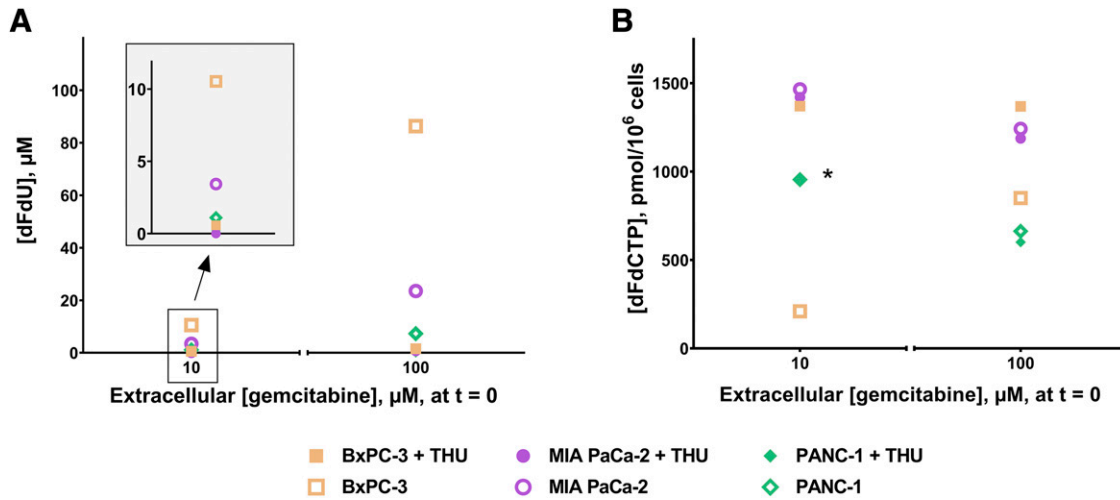 A
[dFdU], µM
100
80
60
40
20
0
10
5
0
10
100
Extracellular [gemcitabine], µM, at t = 0
B
[dFdCTP], pmol/10⁶ cells
1500
1000
500
0
*
10
100
Extracellular [gemcitabine], µM, at t = 0
BxPC-3 + THU
MIA PaCa-2 + THU
PANC-1 + THU
BxPC-3
MIA PaCa-2
PANC-1